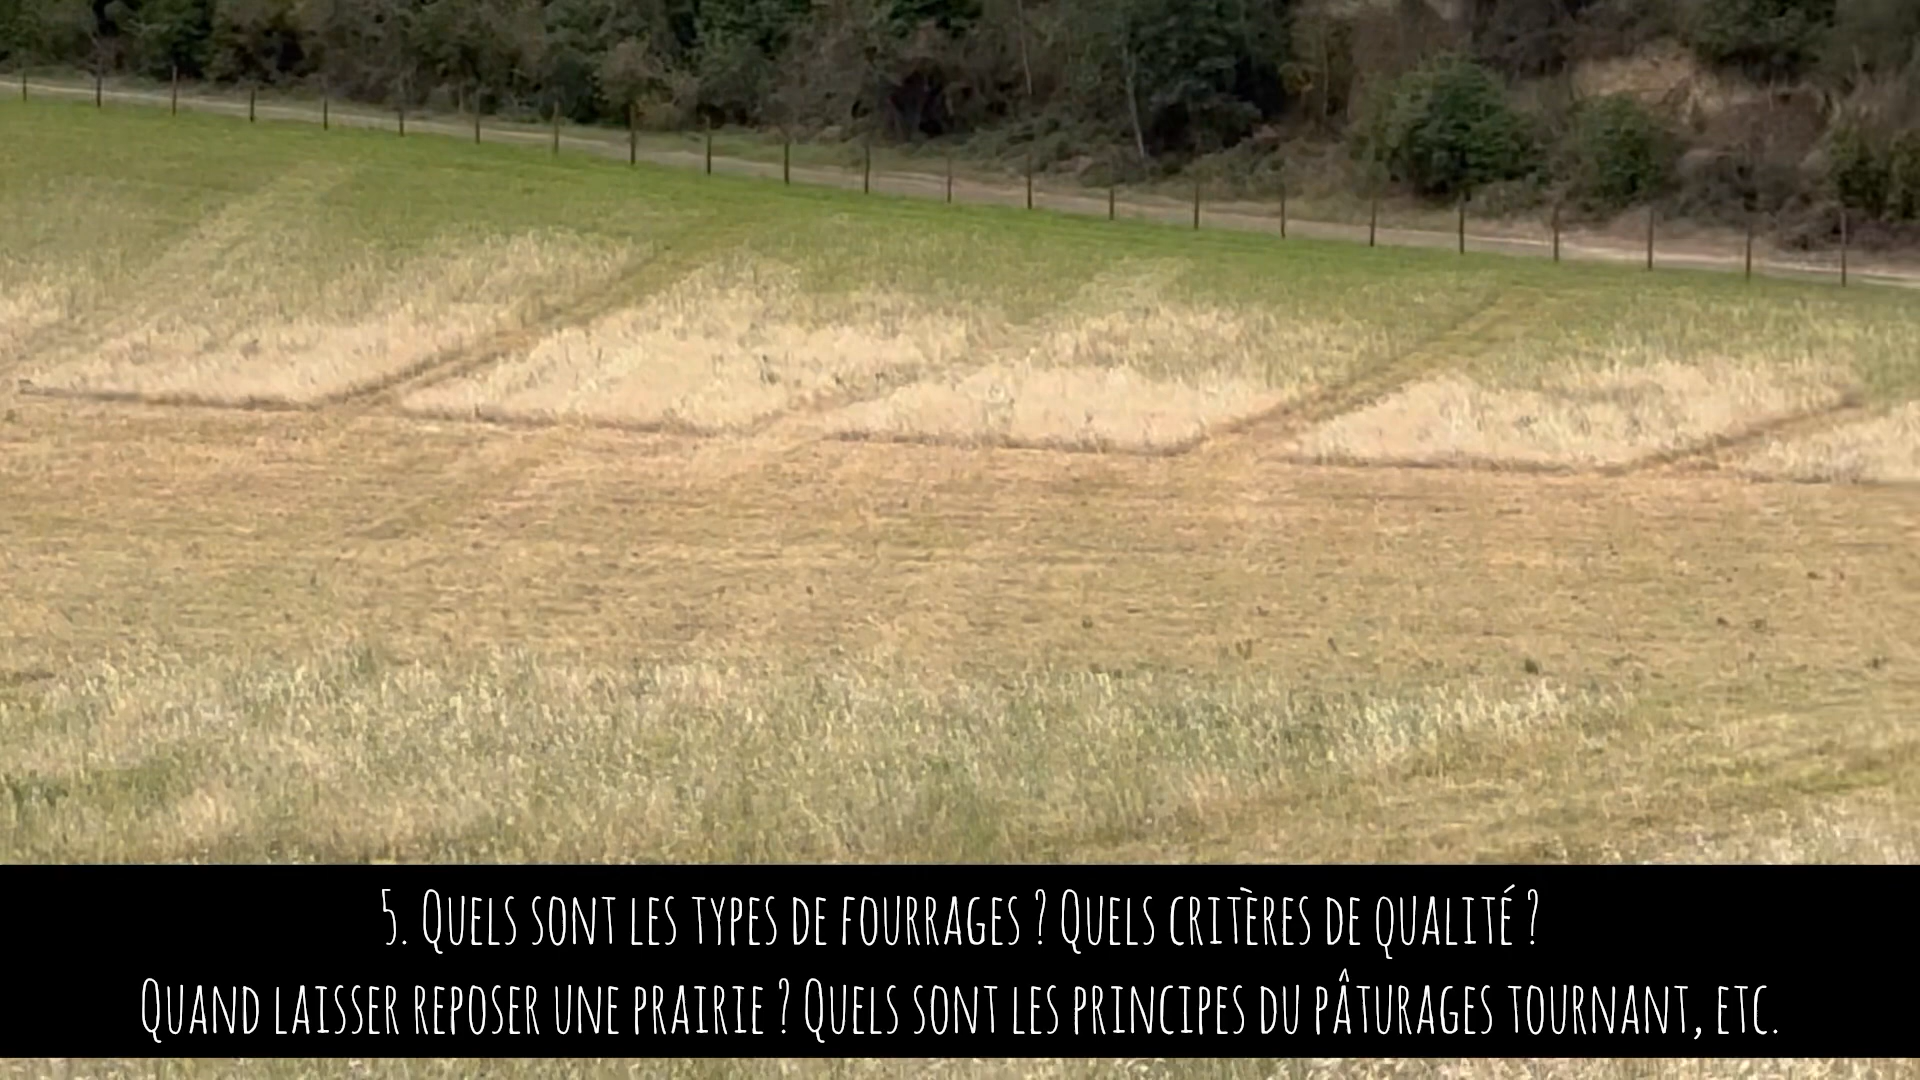 5. Quels sont les types de fourrages ? Quels critères de qualité ?
Quand laisser reposer une prairie ? Quels sont les principes du pâturages tournant, etc.